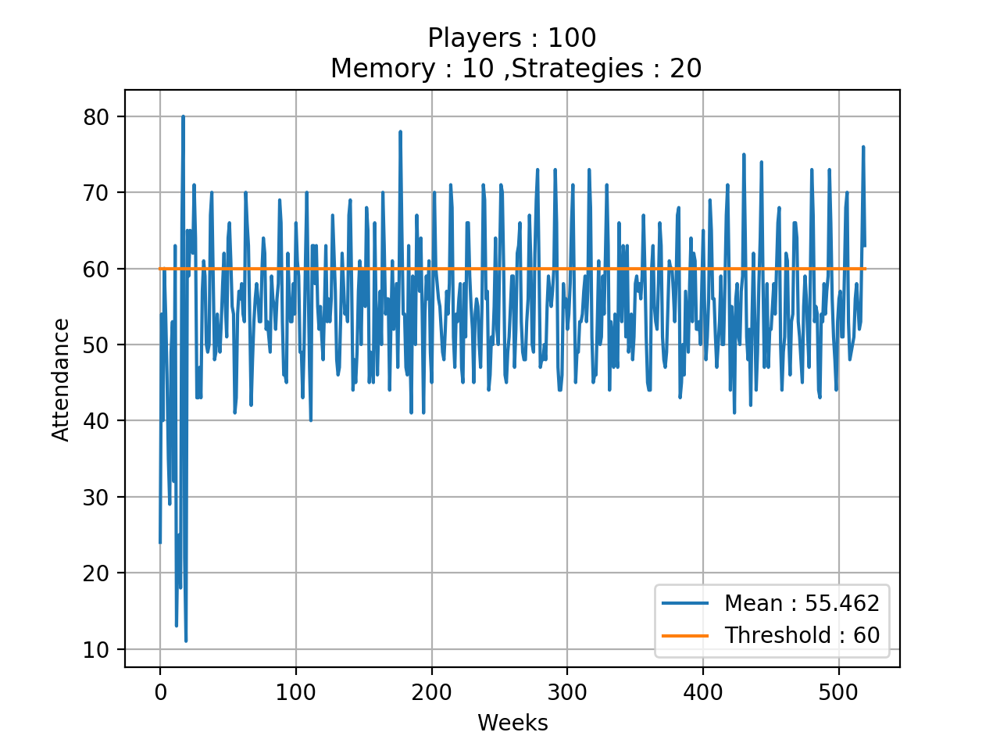 Players : 100
Memory : 10 ,Strategies : 20
Attendance
80
70
60
50
40
30
20
10
0
100
200
300
400
500
Weeks
Mean : 55.462
Threshold : 60